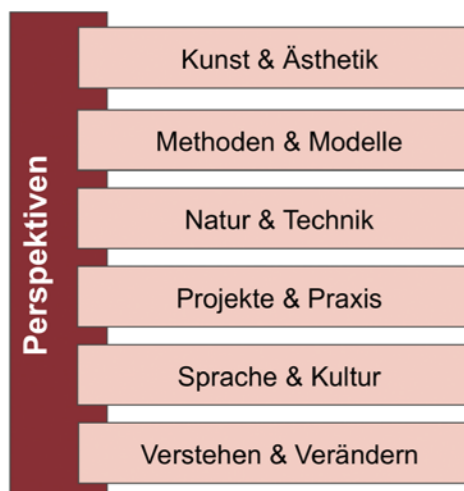 Perspektiven
Kunst & Ästhetik
Methoden & Modelle
Natur & Technik
Projekte & Praxis
Sprache & Kultur
Verstehen & Verändern